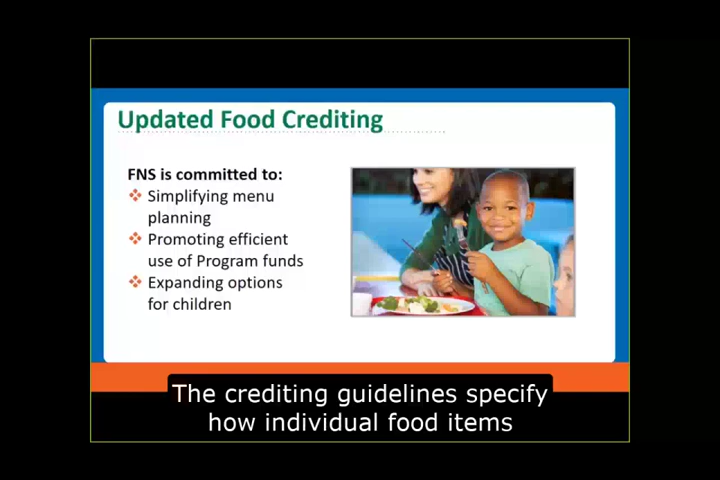 Updated Food Crediting
FNS is committed to:
Simplifying menu
planning
Promoting efficient
use of Program funds
Expanding options
for children
The crediting guidelines specify
how individual food items